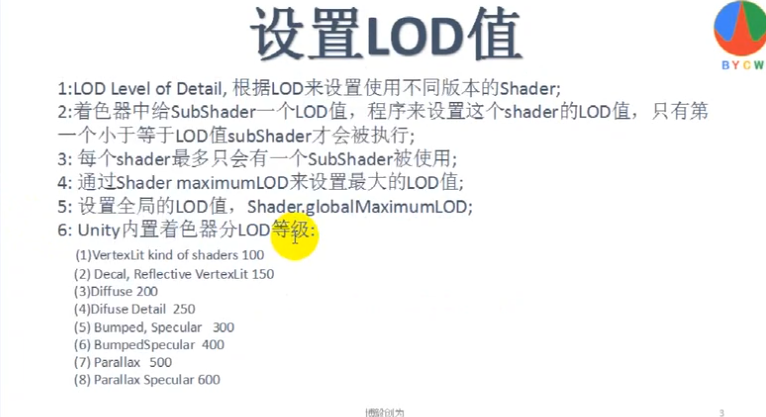 设置LOD值
BYCW
1:LOD Level of Detail, 根据LOD来设置使用不同版本的Shader;
2:着色器中给SubShader一个LOD值，程序来设置这个shader的LOD值，只有第
一个小于等于LOD值subShader才会被执行;
3: 每个shader最多只会有一个SubShader被使用;
4: 通过Shader maximumLOD来设置最大的LOD值;
5: 设置全局的LOD值，Shader.globalMaximumLOD;
6: Unity内置着色器分LOD等级:
(1)VertexLit kind of shaders 100
(2) Decal, Reflective VertexLit 150
(3)Diffuse 200
(4)Difuse Detail 250
(5) Bumped, Specular 300
(6) BumpedSpecular 400
(7) Parallax 500
(8) Parallax Specular 600
博毅创为
3